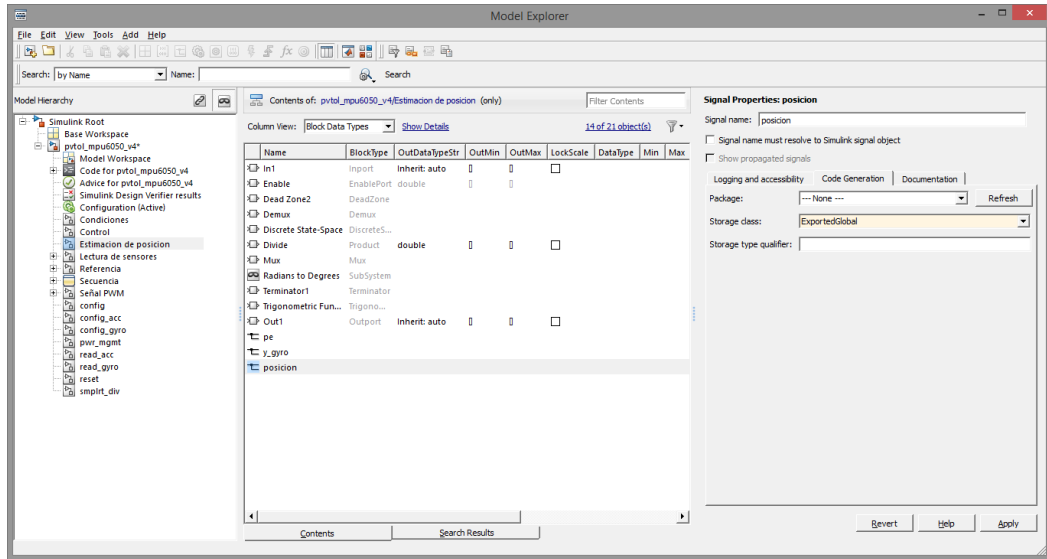 Model Explorer
File Edit View Tools Add Help
Search: by Name Name: Search
Model Hierarchy
Simulink Root
Base Workspace
pvtol_mpu6050_v4*
Model Workspace
Code for pvtol_mpu6050_v4
Advice for pvtol_mpu6050_v4
Simulink Design Verifier results
Configuration (Active)
Condiciones
Control
Estimacion de posicion
Lectura de sensores
Referencia
Secuencia
Señal PWM
config
config_acc
config_gyro
pwr_mgmt
read_acc
read_gyro
reset
smplrt_div
Contents of: pvtol_mpu6050_v4/Estimacion de posicion (only) Filter Contents
Column View: Block Data Types Show Details 14 of 21 object(s)
Name BlockType OutDataTypeStr OutMin OutMax LockScale DataType Min Max
In1 Inport Inherit: auto [] []
Enable EnablePort double [] []
Dead Zone2 DeadZone
Demux Demux
Discrete State-Space DiscreteS...
Divide Product double [] []
Mux Mux
Radians to Degrees SubSystem
Terminator1 Terminator
Trigonometric Fun... Trigono...
Out1 Outport Inherit: auto [] []
pe
y_gyro
posicion
Contents Search Results
Signal Properties: posicion
Signal name: posicion
Signal name must resolve to Simulink signal object
Show propagated signals
Logging and accessibility Code Generation Documentation
Package: --- None --- Refresh
Storage class: ExportedGlobal
Storage type qualifier:
Revert Help Apply